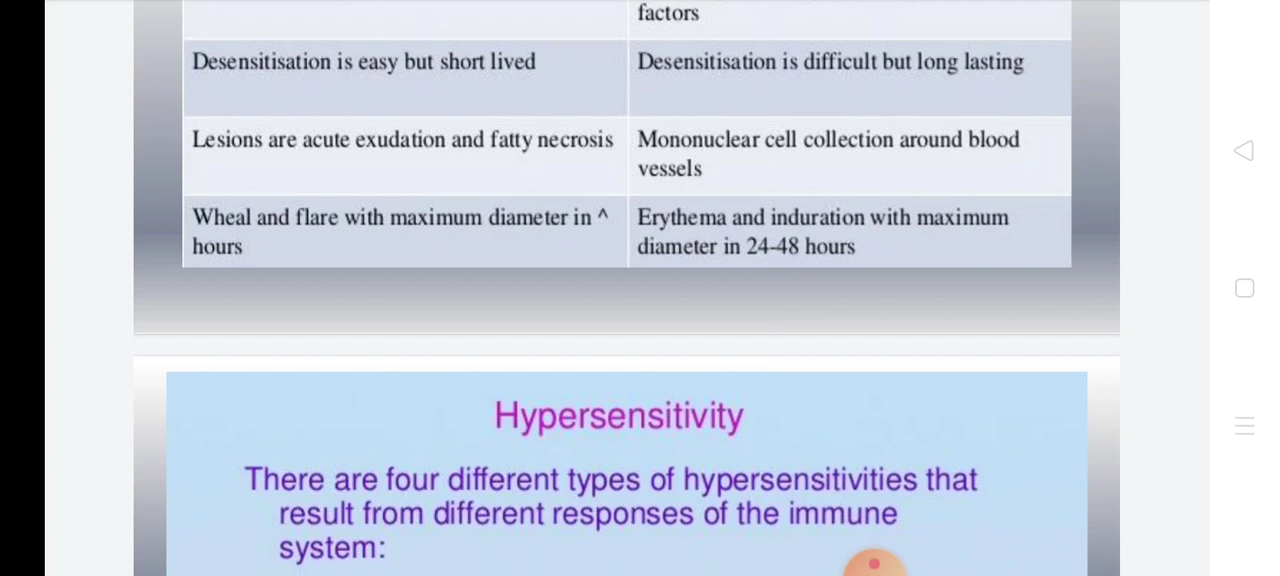 factors
Desensitisation is easy but short lived
Desensitisation is difficult but long lasting
Lesions are acute exudation and fatty necrosis
Mononuclear cell collection around blood
vessels
Wheal and flare with maximum diameter in ^
hours
Erythema and induration with maximum
diameter in 24-48 hours
Hypersensitivity
There are four different types of hypersensitivities that
result from different responses of the immune
system: